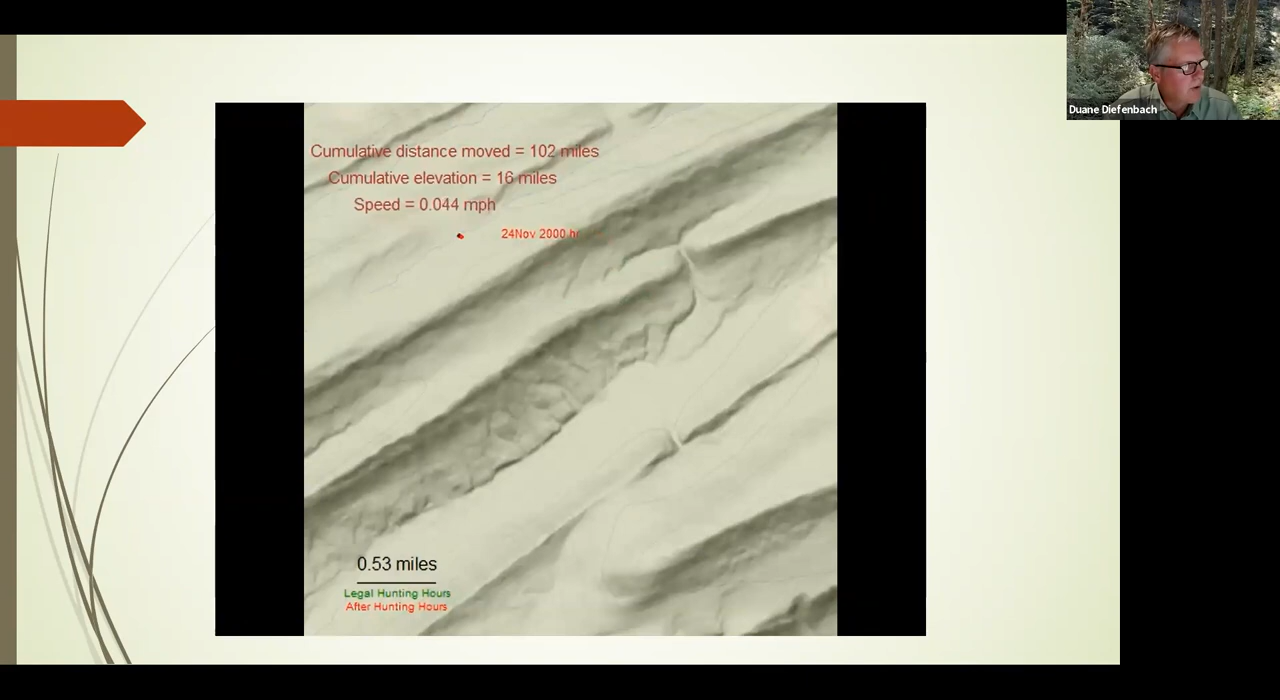 Duane Diefenbach
Cumulative distance moved = 102 miles
Cumulative elevation = 16 miles
Speed = 0.044 mph
24Nov 2000 hr
0.53 miles
Legal Hunting Hours
After Hunting Hours